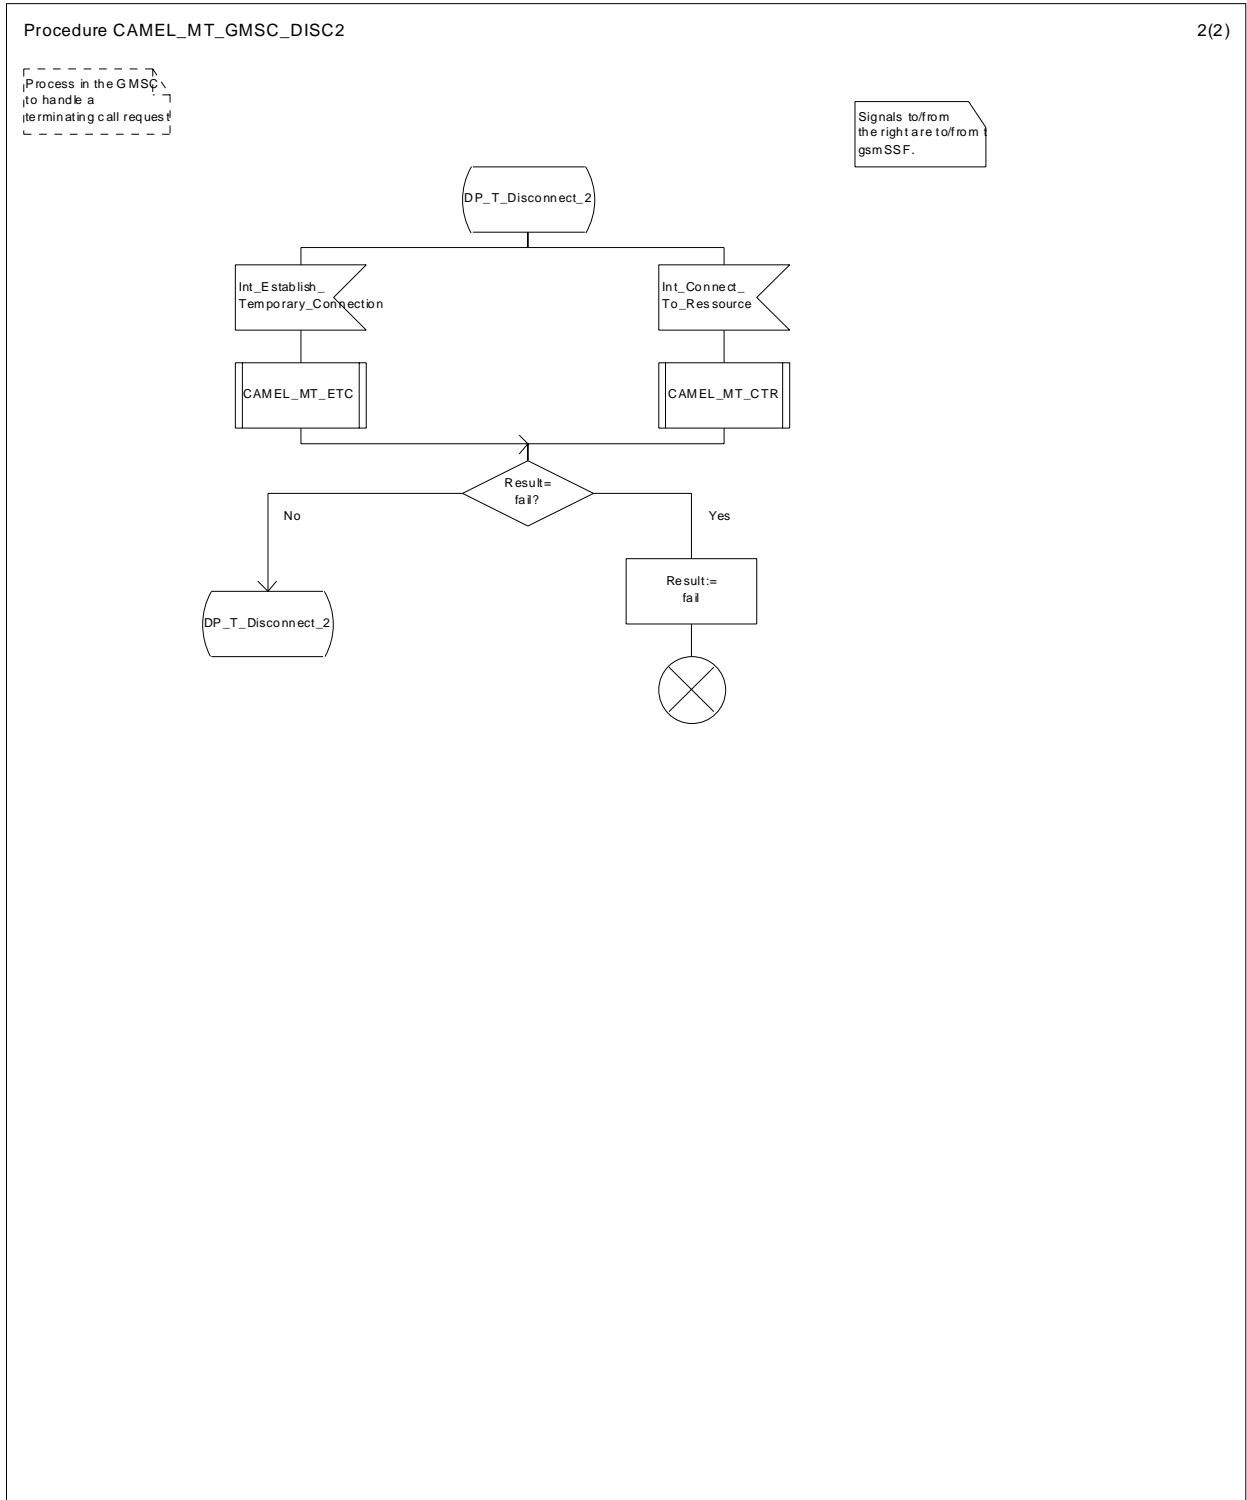 Procedure CAMEL_MT_GMSC_DISC2
2(2)
Process in the GMSC
to handle a
terminating call request
Signals to/from
the right are to/from t
gsmSSF.
DP_T_Disconnect_2
Int_Establish_
Temporary_Connection
Int_Connect_
To_Ressource
CAMEL_MT_ETC
CAMEL_MT_CTR
Result=
fail?
No
Yes
Result:=
fail
DP_T_Disconnect_2